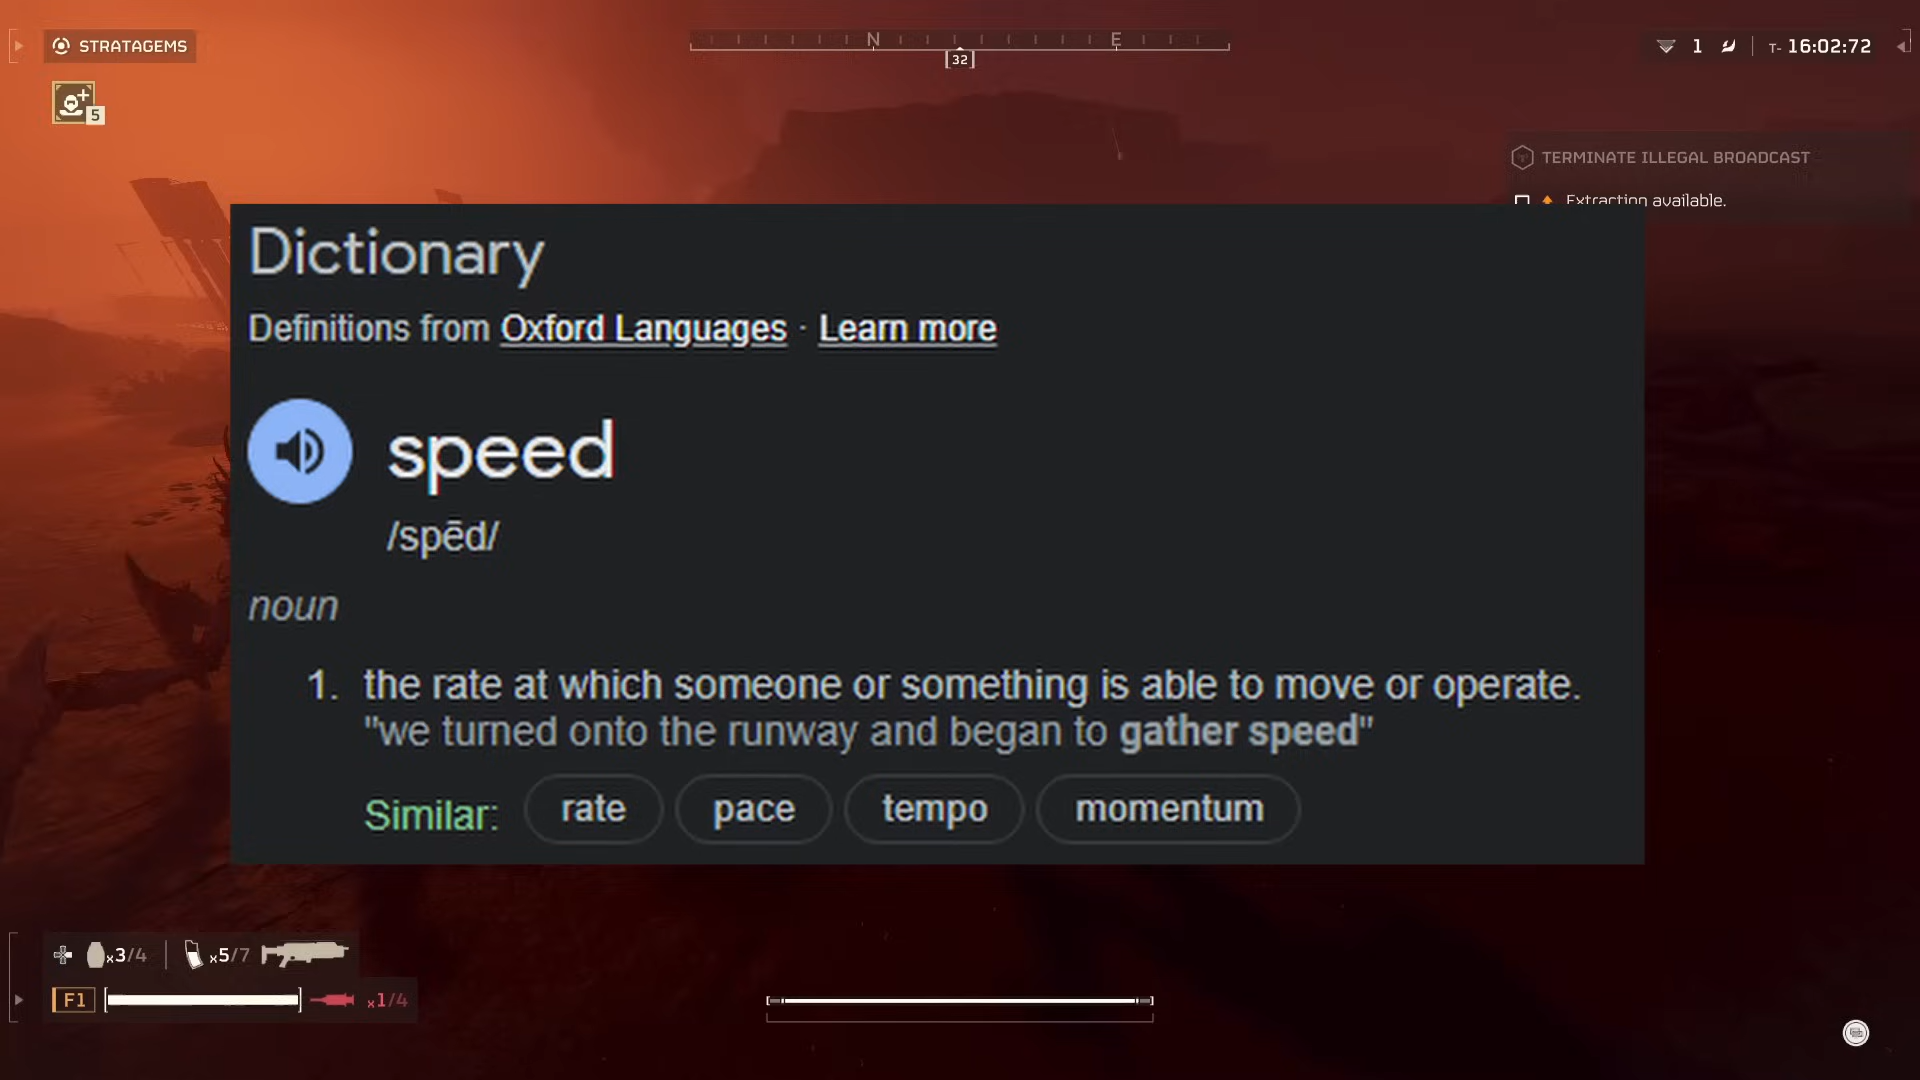 STRATAGEMS
N
E
32
1
T- 16:02:72
5
TERMINATE ILLEGAL BROADCAST
Extraction available.
Dictionary
Definitions from Oxford Languages · Learn more
speed
/spēd/
noun
1. the rate at which someone or something is able to move or operate.
"we turned onto the runway and began to gather speed"
Similar: rate pace tempo momentum
x3/4
x5/7
F1
x1/4